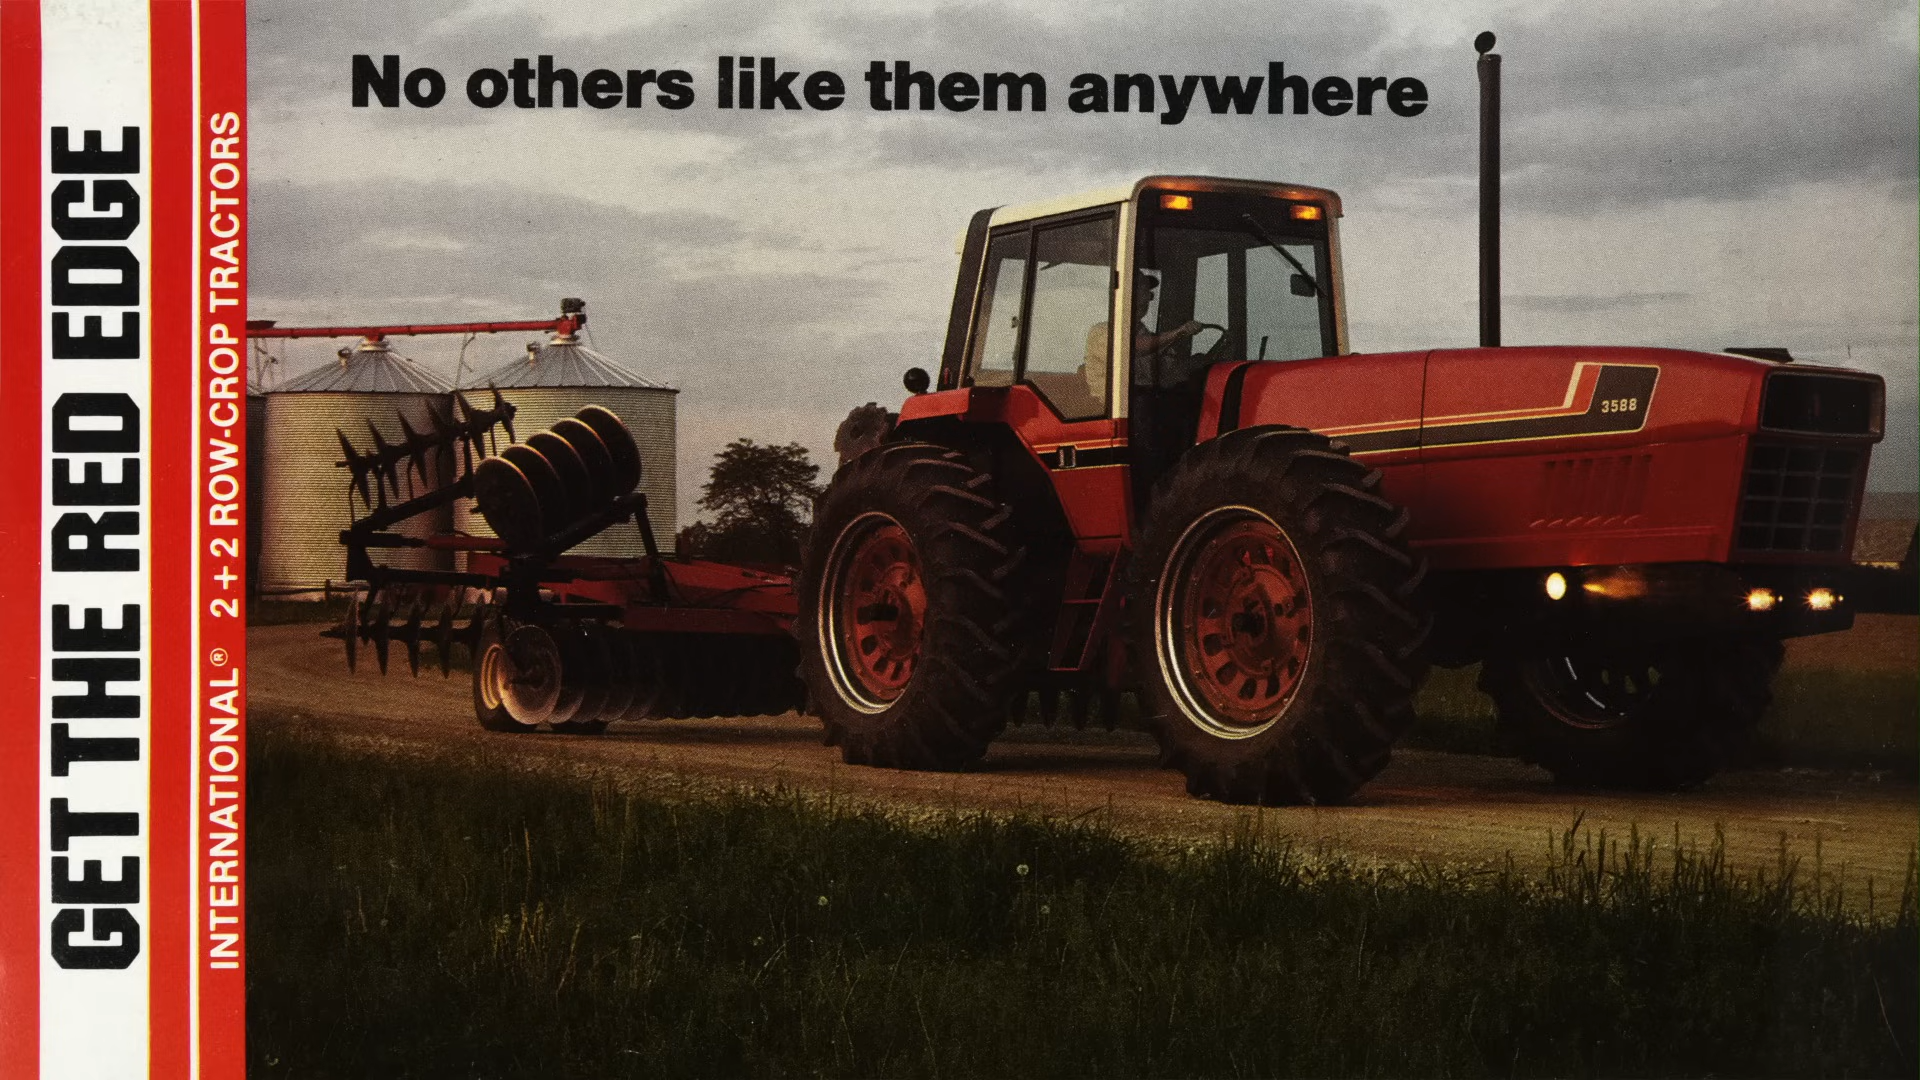 GET THE RED EDGE
INTERNATIONAL® 2+2 ROW-CROP TRACTORS
No others like them anywhere
3588